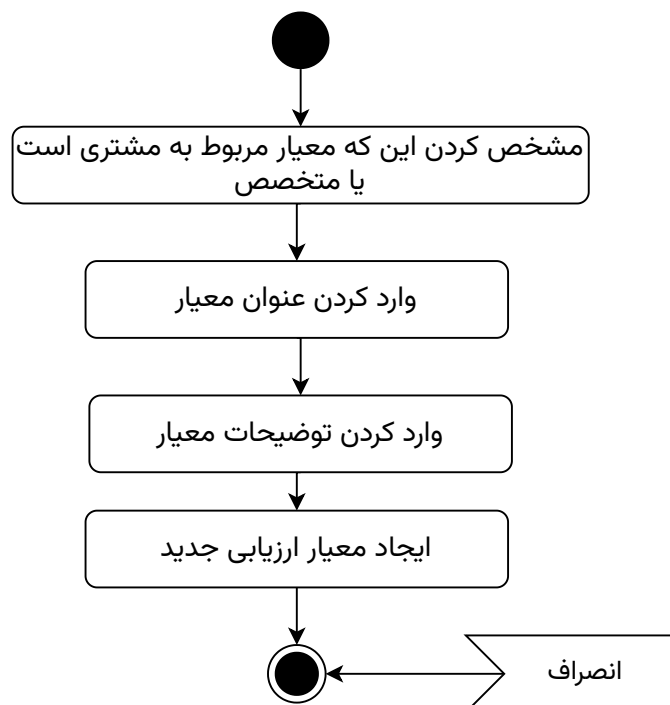 مشخص کردن این که معیار مربوط به مشتری است
یا متخصص
وارد کردن عنوان معیار
وارد کردن توضیحات معیار
ایجاد معیار ارزیابی جدید
انصراف